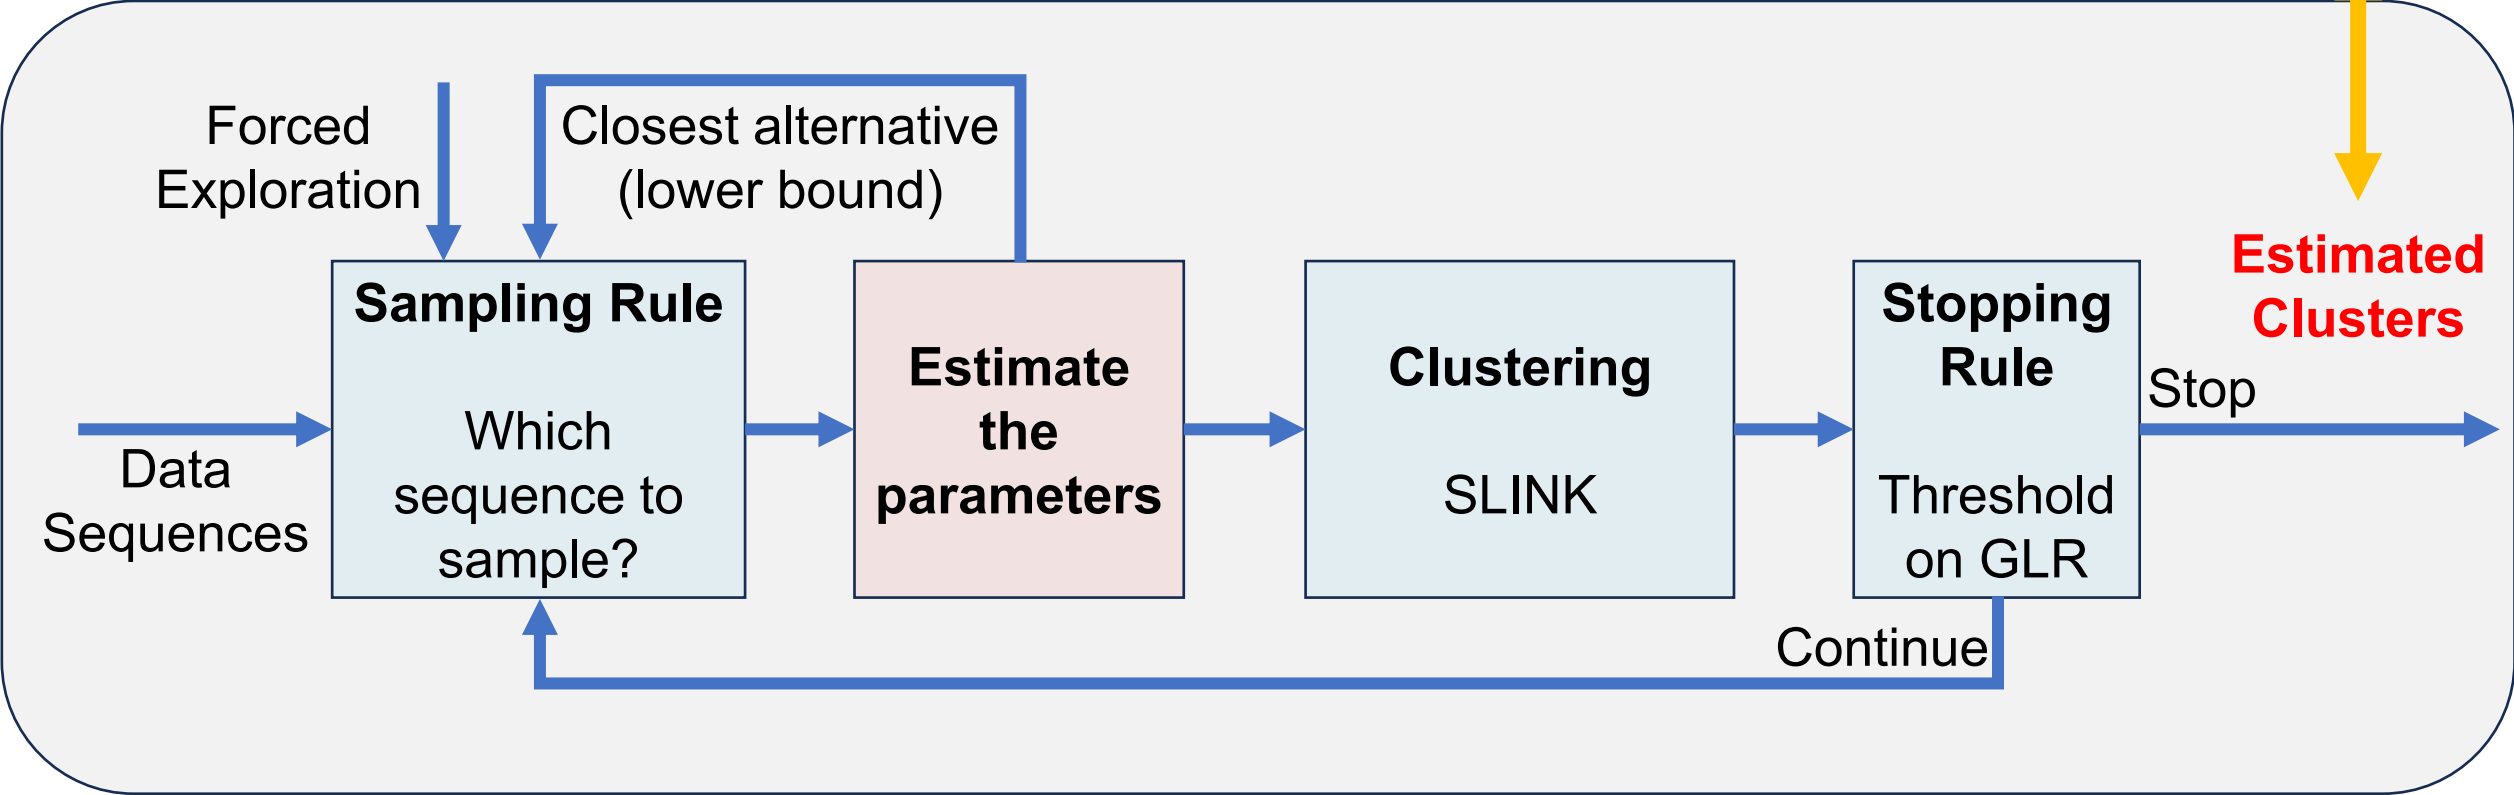 Forced
Exploration
Closest alternative
(lower bound)
Data
Sequences
Sampling Rule
Which
sequence to
sample?
Estimate
the
parameters
Clustering
SLINK
Stopping
Rule
Threshold
on GLR
Continue
Stop
Estimated
Clusters